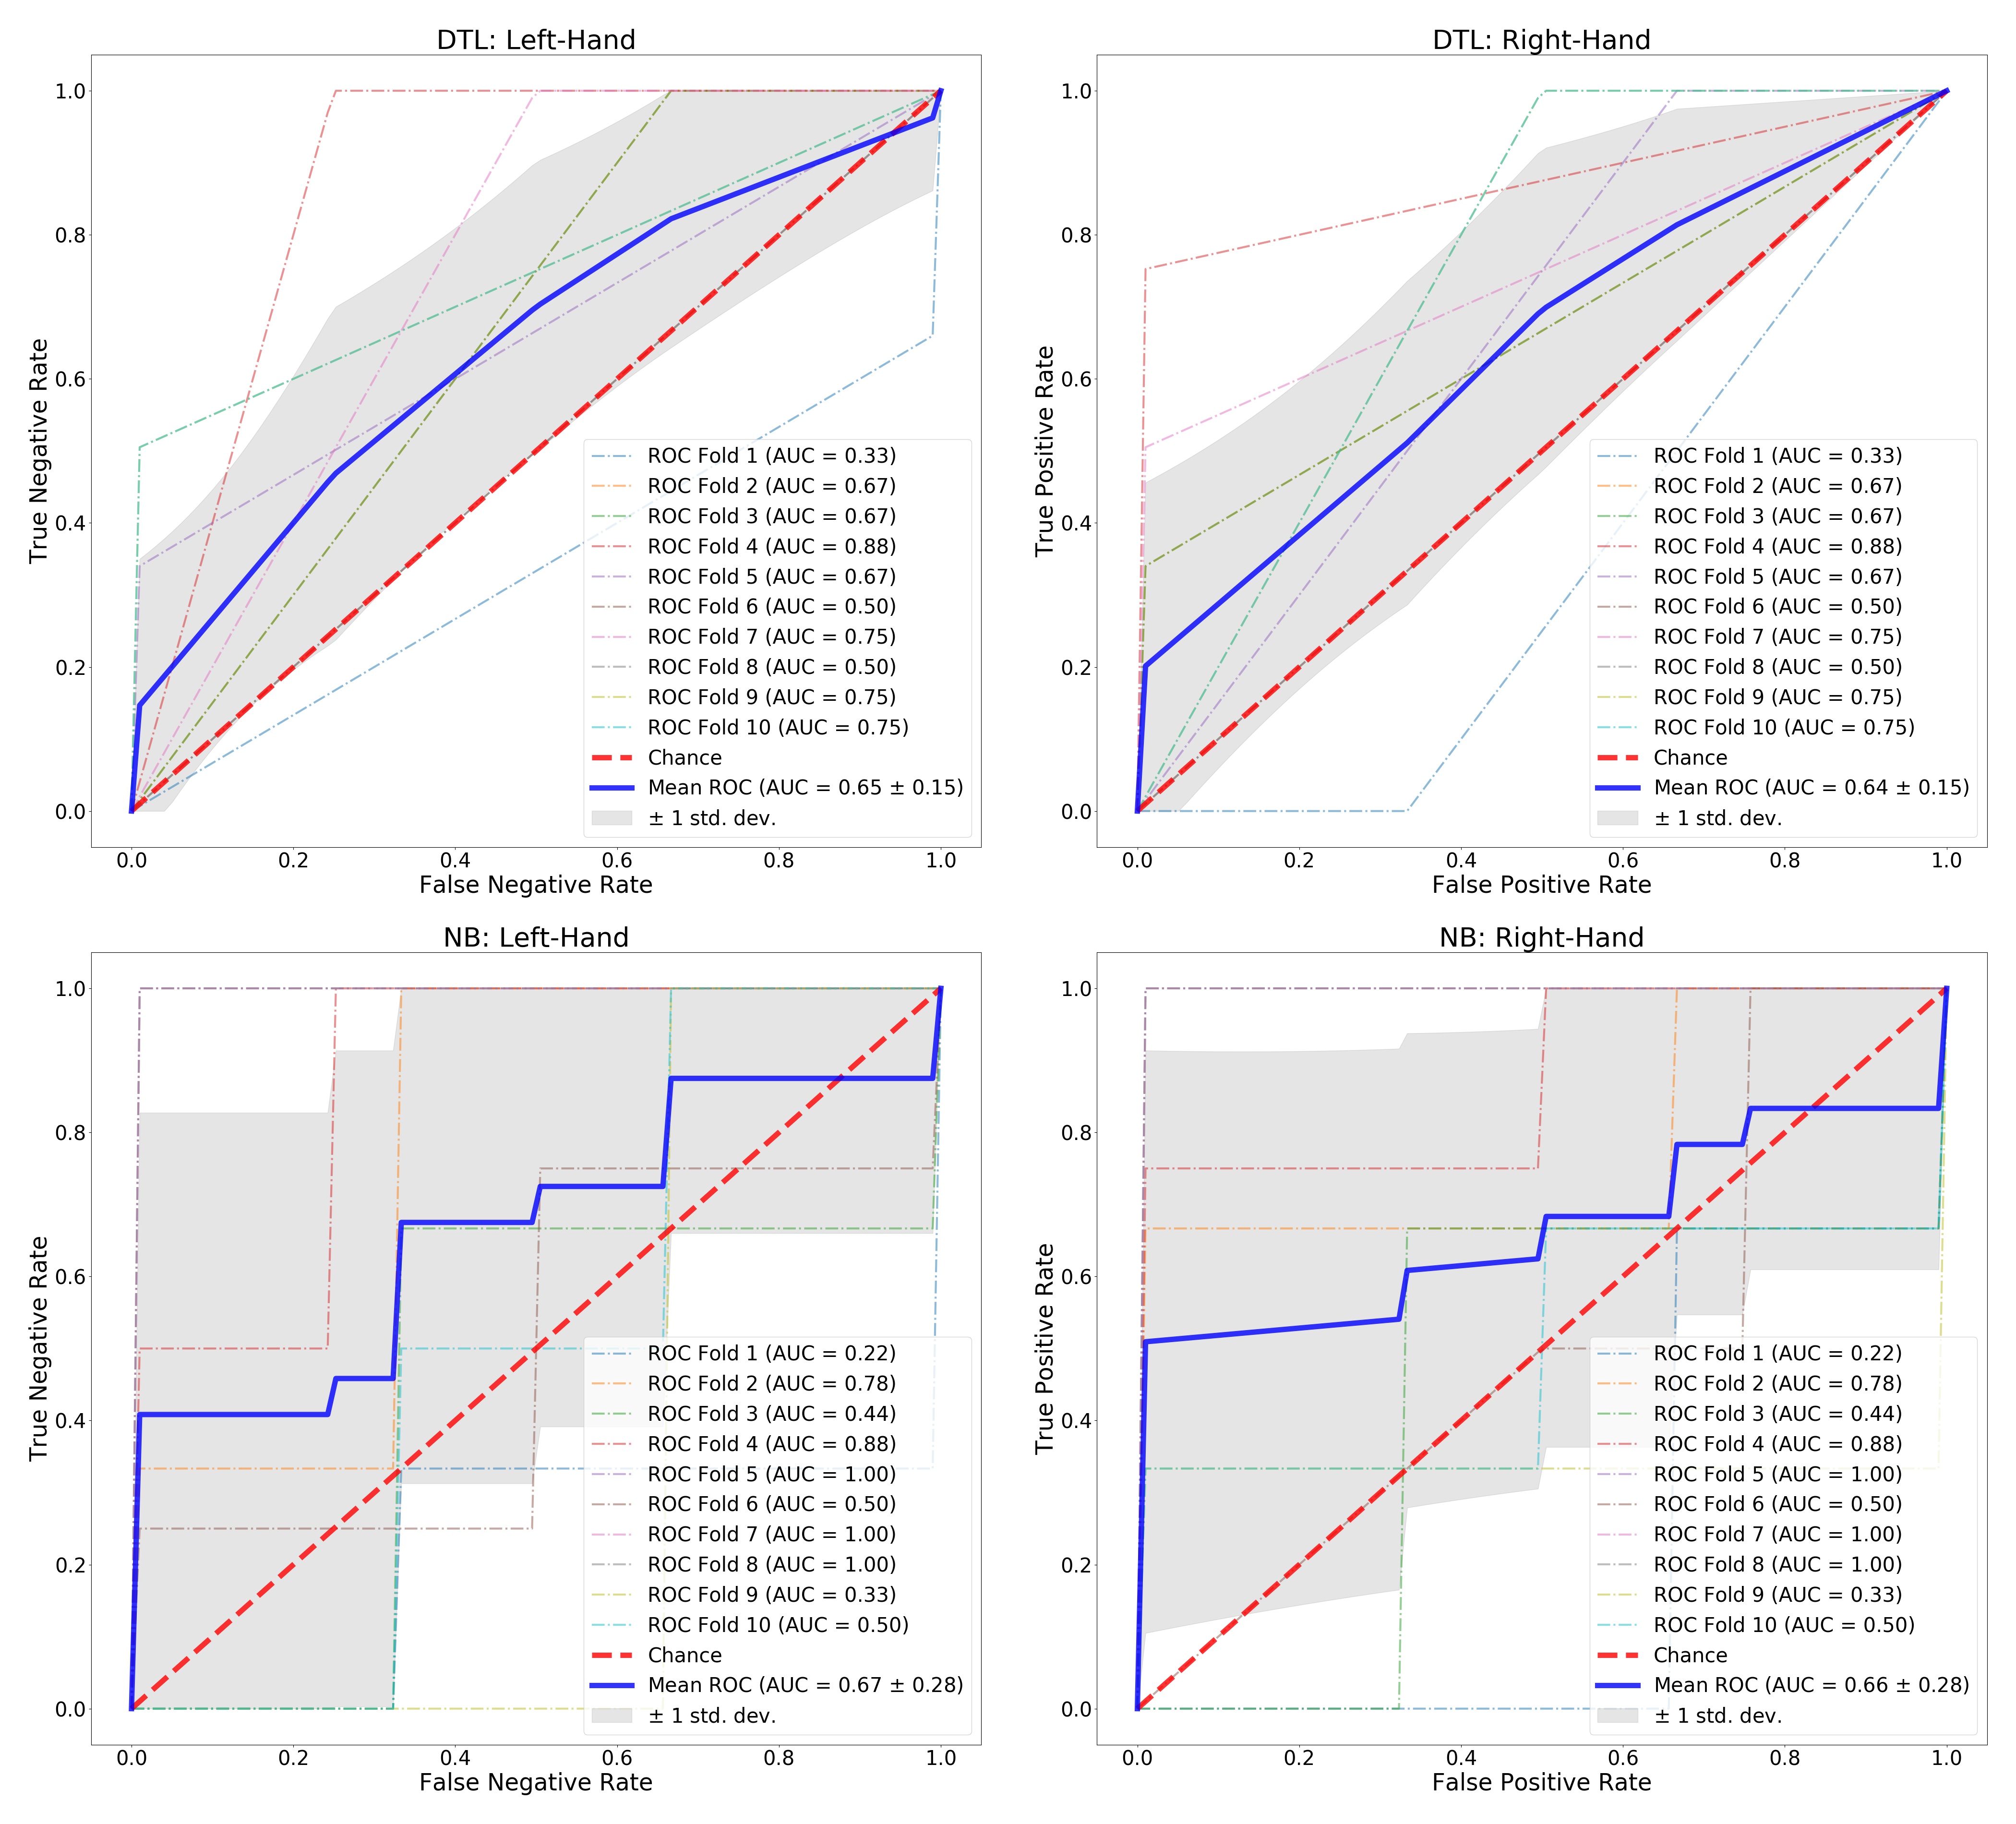 DTL: Left-Hand
1.0
0.8
0.6
0.4
0.2
0.0
True Negative Rate
ROC Fold 1 (AUC = 0.33)
ROC Fold 2 (AUC = 0.67)
ROC Fold 3 (AUC = 0.67)
ROC Fold 4 (AUC = 0.88)
ROC Fold 5 (AUC = 0.67)
ROC Fold 6 (AUC = 0.50)
ROC Fold 7 (AUC = 0.75)
ROC Fold 8 (AUC = 0.50)
ROC Fold 9 (AUC = 0.75)
ROC Fold 10 (AUC = 0.75)
Chance
Mean ROC (AUC = 0.65 ± 0.15)
± 1 std. dev.
0.0 0.2 0.4 0.6 0.8 1.0
False Negative Rate
DTL: Right-Hand
1.0
0.8
0.6
0.4
0.2
0.0
True Positive Rate
ROC Fold 1 (AUC = 0.33)
ROC Fold 2 (AUC = 0.67)
ROC Fold 3 (AUC = 0.67)
ROC Fold 4 (AUC = 0.88)
ROC Fold 5 (AUC = 0.67)
ROC Fold 6 (AUC = 0.50)
ROC Fold 7 (AUC = 0.75)
ROC Fold 8 (AUC = 0.50)
ROC Fold 9 (AUC = 0.75)
ROC Fold 10 (AUC = 0.75)
Chance
Mean ROC (AUC = 0.64 ± 0.15)
± 1 std. dev.
0.0 0.2 0.4 0.6 0.8 1.0
False Positive Rate
NB: Left-Hand
1.0
0.8
0.6
0.4
0.2
0.0
True Negative Rate
ROC Fold 1 (AUC = 0.22)
ROC Fold 2 (AUC = 0.78)
ROC Fold 3 (AUC = 0.44)
ROC Fold 4 (AUC = 0.88)
ROC Fold 5 (AUC = 1.00)
ROC Fold 6 (AUC = 0.50)
ROC Fold 7 (AUC = 1.00)
ROC Fold 8 (AUC = 1.00)
ROC Fold 9 (AUC = 0.33)
ROC Fold 10 (AUC = 0.50)
Chance
Mean ROC (AUC = 0.67 ± 0.28)
± 1 std. dev.
0.0 0.2 0.4 0.6 0.8 1.0
False Negative Rate
NB: Right-Hand
1.0
0.8
0.6
0.4
0.2
0.0
True Positive Rate
ROC Fold 1 (AUC = 0.22)
ROC Fold 2 (AUC = 0.78)
ROC Fold 3 (AUC = 0.44)
ROC Fold 4 (AUC = 0.88)
ROC Fold 5 (AUC = 1.00)
ROC Fold 6 (AUC = 0.50)
ROC Fold 7 (AUC = 1.00)
ROC Fold 8 (AUC = 1.00)
ROC Fold 9 (AUC = 0.33)
ROC Fold 10 (AUC = 0.50)
Chance
Mean ROC (AUC = 0.66 ± 0.28)
± 1 std. dev.
0.0 0.2 0.4 0.6 0.8 1.0
False Positive Rate